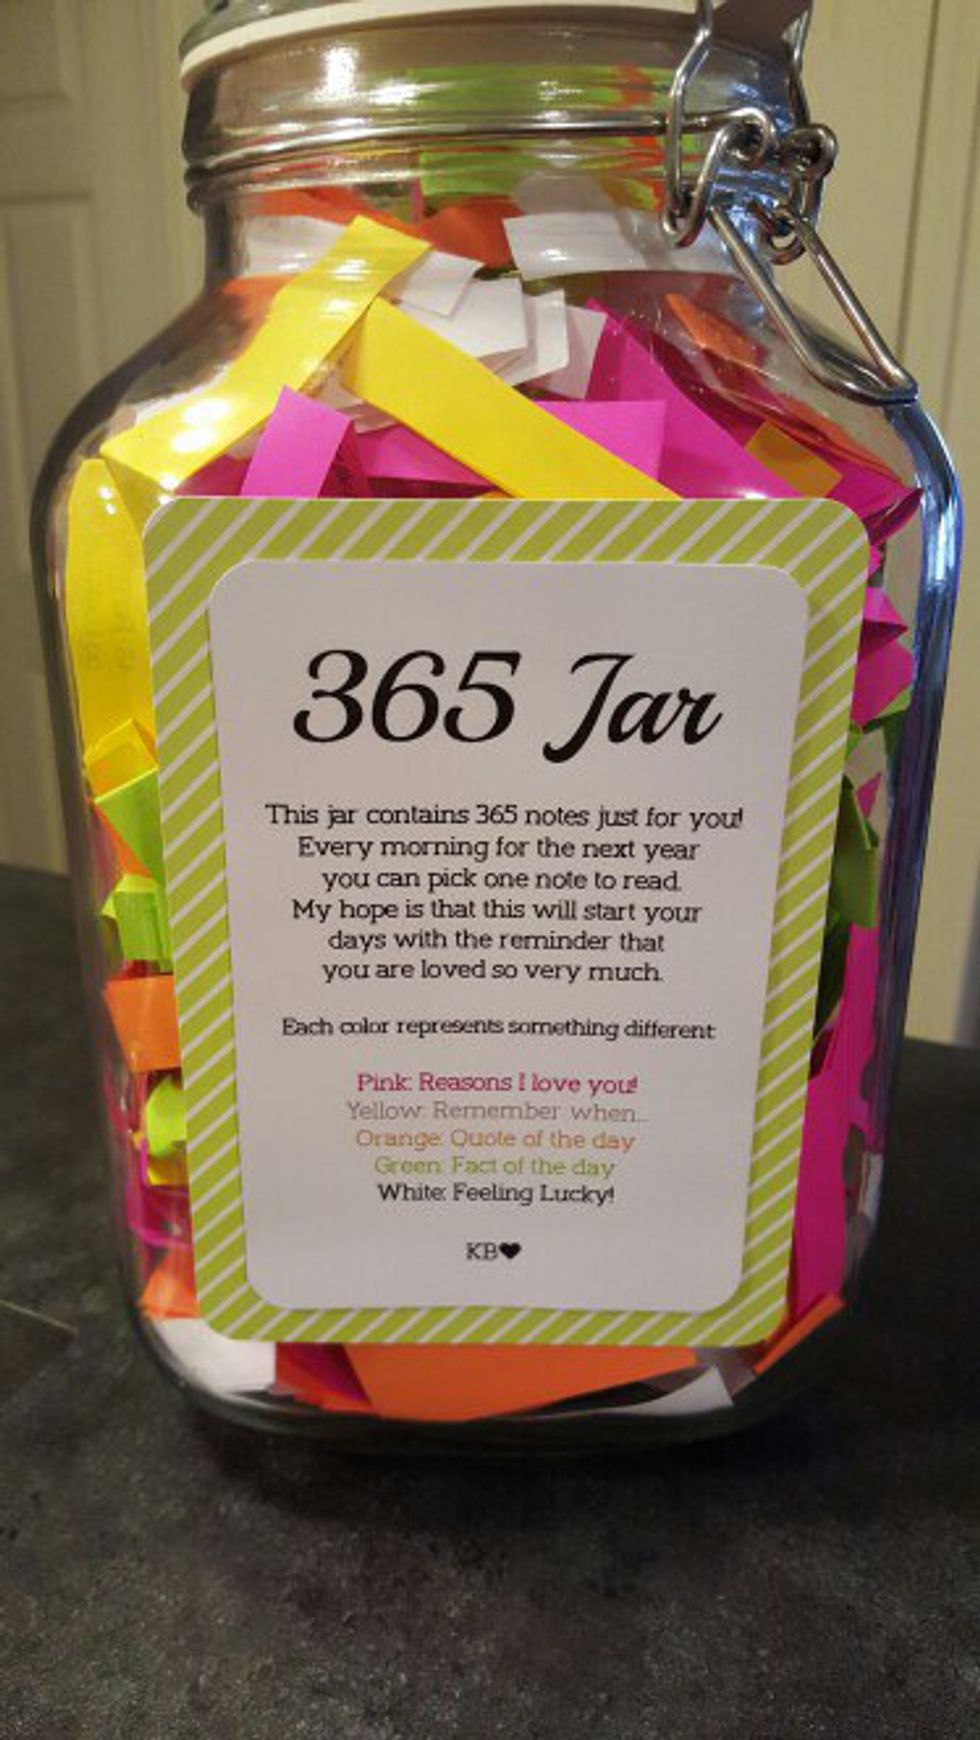 365 Jar
This jar contains 365 notes just for you!
Every morning for the next year
you can pick one note to read.
My hope is that this will start your
days with the reminder that
you are loved so very much.
Each color represents something different:
Pink: Reasons I love you!
Yellow: Remember when...
Orange: Quote of the day
Green: Fact of the day
White: Feeling Lucky!
KB♥